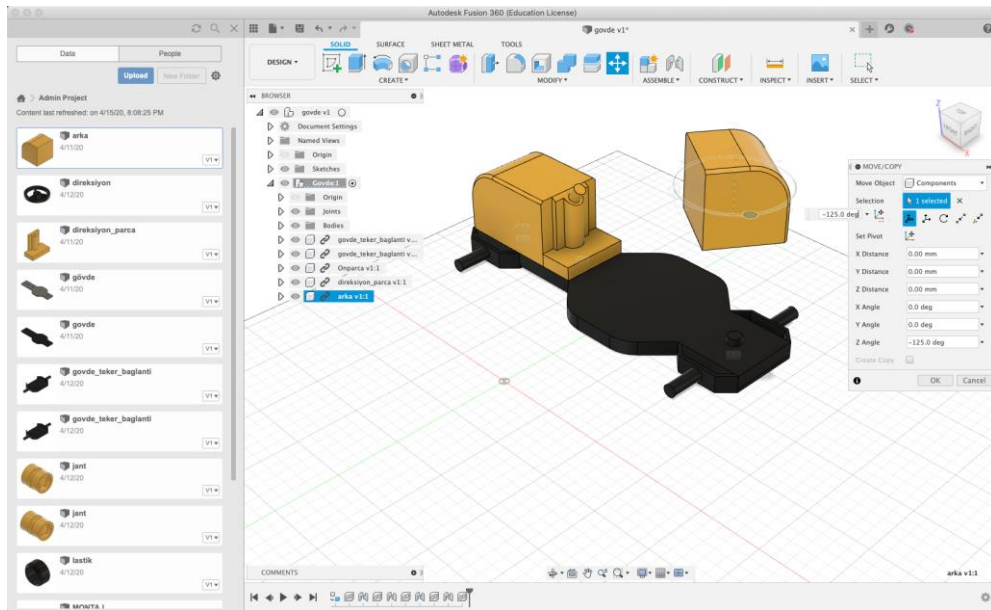 Autodesk Fusion 360 (Education License)
Data People
Upload New Folder
Admin Project
Content last refreshed: on 4/15/20, 8:08:25 PM
arka
4/11/20
V1
direksiyon
4/12/20
V1
direksiyon_parca
4/11/20
V1
gövde
4/11/20
govde
4/11/20
V1
govde_teker_baglanti
4/12/20
V1
govde_teker_baglanti
4/12/20
V1
jant
4/12/20
V1
jant
4/12/20
V1
lastik
4/12/20
V1
govde v1*
DESIGN
SOLID SURFACE SHEET METAL TOOLS
CREATE MODIFY ASSEMBLE CONSTRUCT INSPECT INSERT SELECT
BROWSER
govde v1
Document Settings
Named Views
Origin
Sketches
Govde:1
Origin
Joints
Bodies
govde_teker_baglanti v...
govde_teker_baglanti v...
Onparca v1:1
direksiyon_parca v1:1
arka v1:1
Z
FRONT RIGHT
X
-125.0 deg
MOVE/COPY
Move Object Components
Selection 1 selected
Set Pivot
X Distance 0.00 mm
Y Distance 0.00 mm
Z Distance 0.00 mm
X Angle 0.0 deg
Y Angle 0.0 deg
Z Angle -125.0 deg
Create Copy
OK Cancel
COMMENTS
arka v1:1